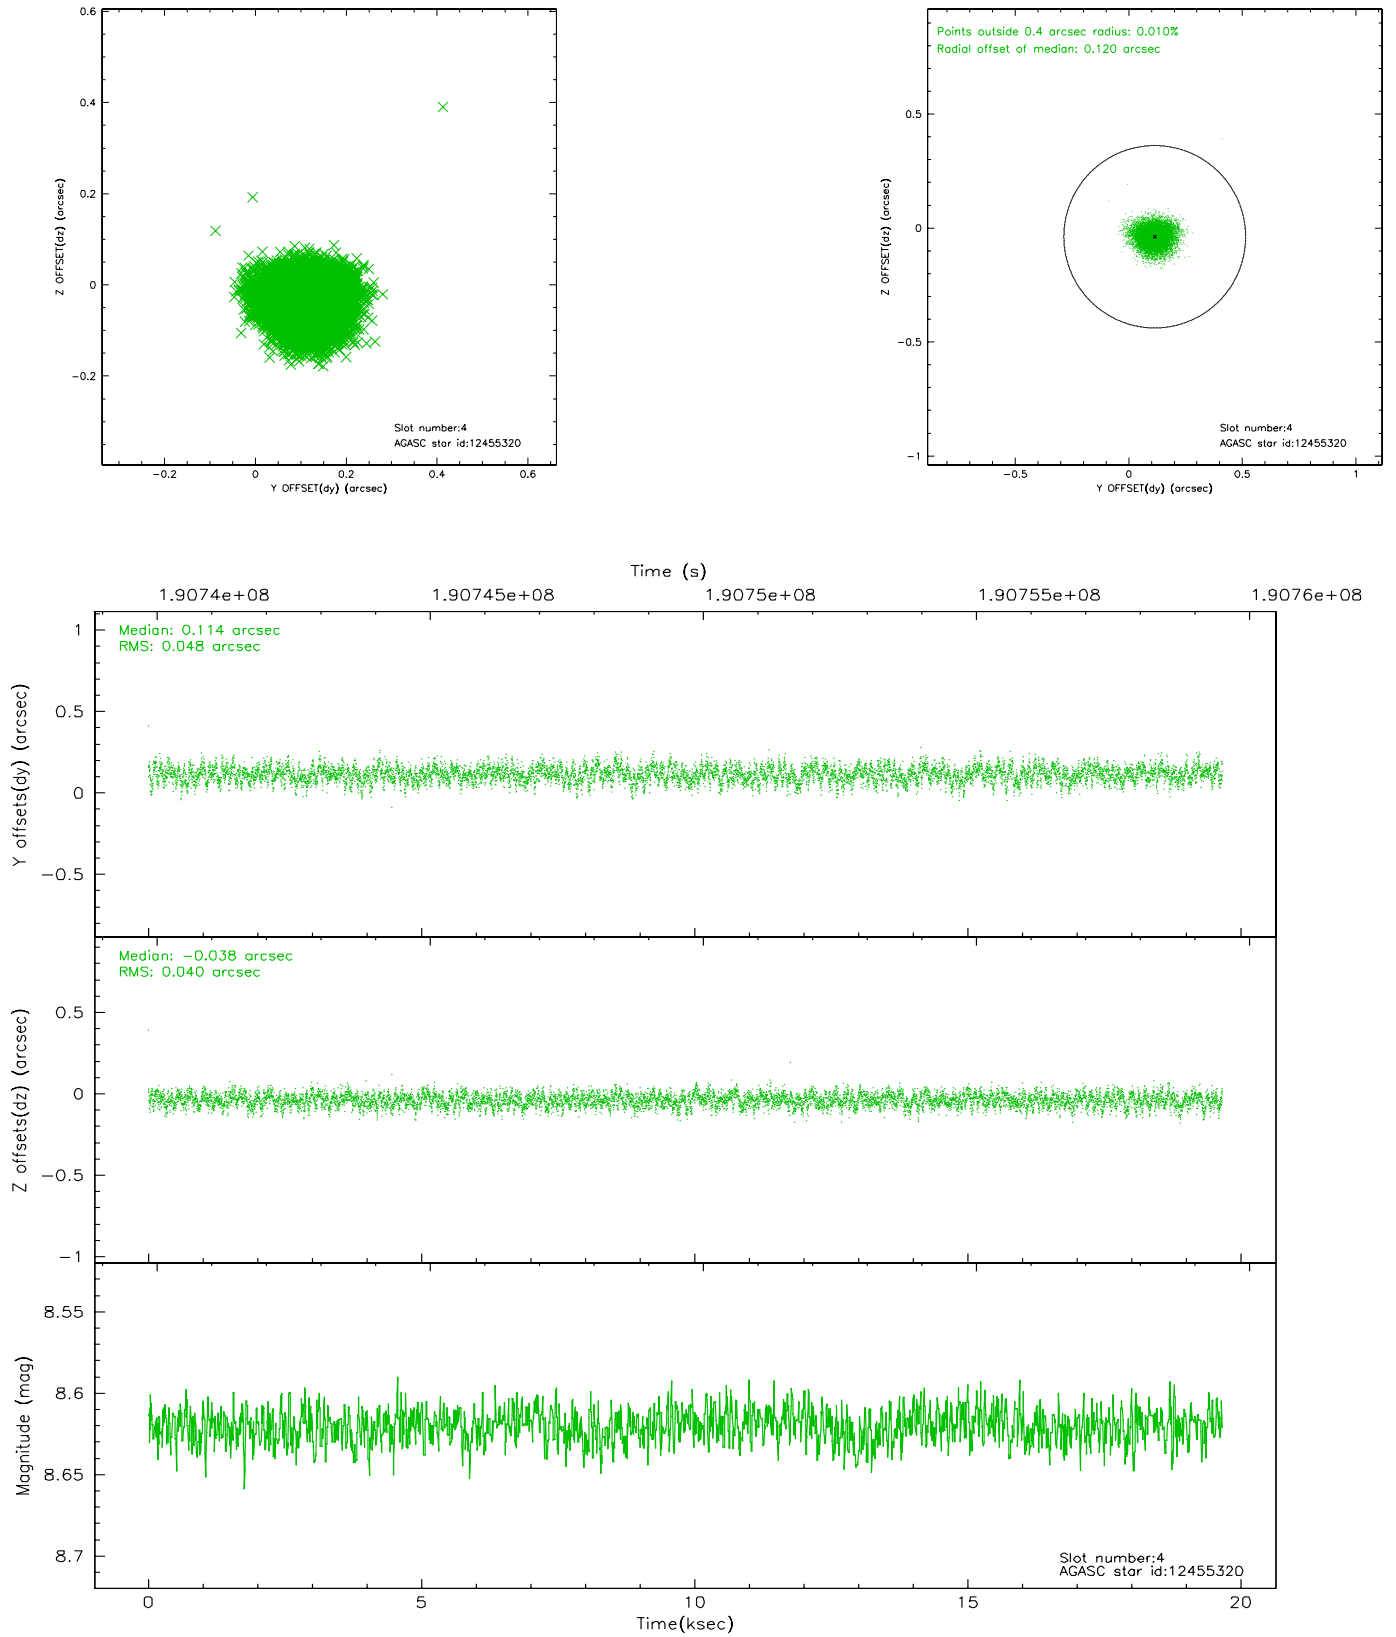 0.6
0.4
0.2
0
−0.2
Z OFFSET(dz) (arcsec)
Slot number:4
AGASC star id:12455320
−0.2 0 0.2 0.4 0.6
Y OFFSET(dy) (arcsec)
Points outside 0.4 arcsec radius: 0.010%
Radial offset of median: 0.120 arcsec
0.5
0
−0.5
−1
Z OFFSET(dz) (arcsec)
Slot number:4
AGASC star id:12455320
−0.5 0 0.5 1
Y OFFSET(dy) (arcsec)
Time (s)
1.9074e+08 1.90745e+08 1.9075e+08 1.90755e+08 1.9076e+08
Median: 0.114 arcsec
RMS: 0.048 arcsec
1
0.5
0
−0.5
Y offsets(dy) (arcsec)
Median: −0.038 arcsec
RMS: 0.040 arcsec
0.5
0
−0.5
−1
Z offsets(dz) (arcsec)
8.55
8.6
8.65
8.7
Magnitude (mag)
Slot number:4
AGASC star id:12455320
0 5 10 15 20
Time(ksec)